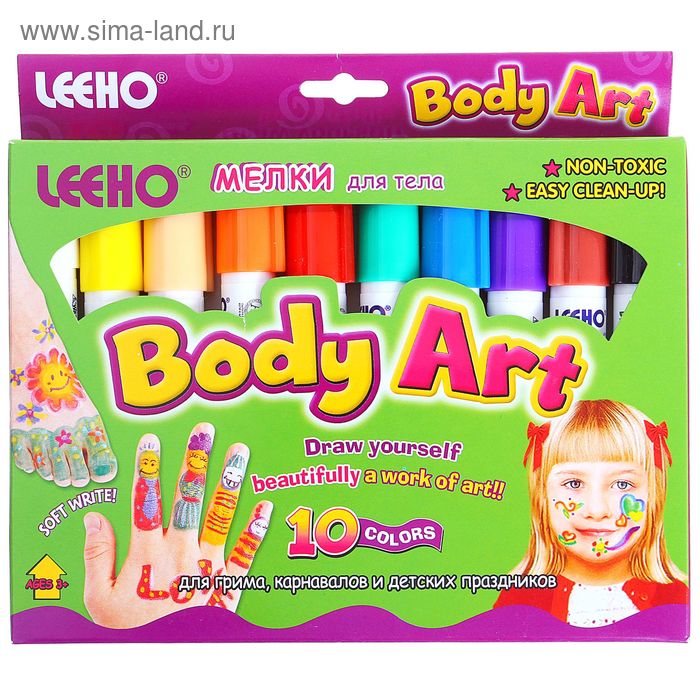 © www.sima-land.ru
LEEHO®
Body Art
LEEHO® МЕЛКИ для тела
NON-TOXIC
EASY CLEAN-UP!
LEEHO
Body Art
Draw yourself
beautifully a work of art!!
SOFT WRITE!
10 COLORS
AGES 3+
для грима, карнавалов и детских праздников